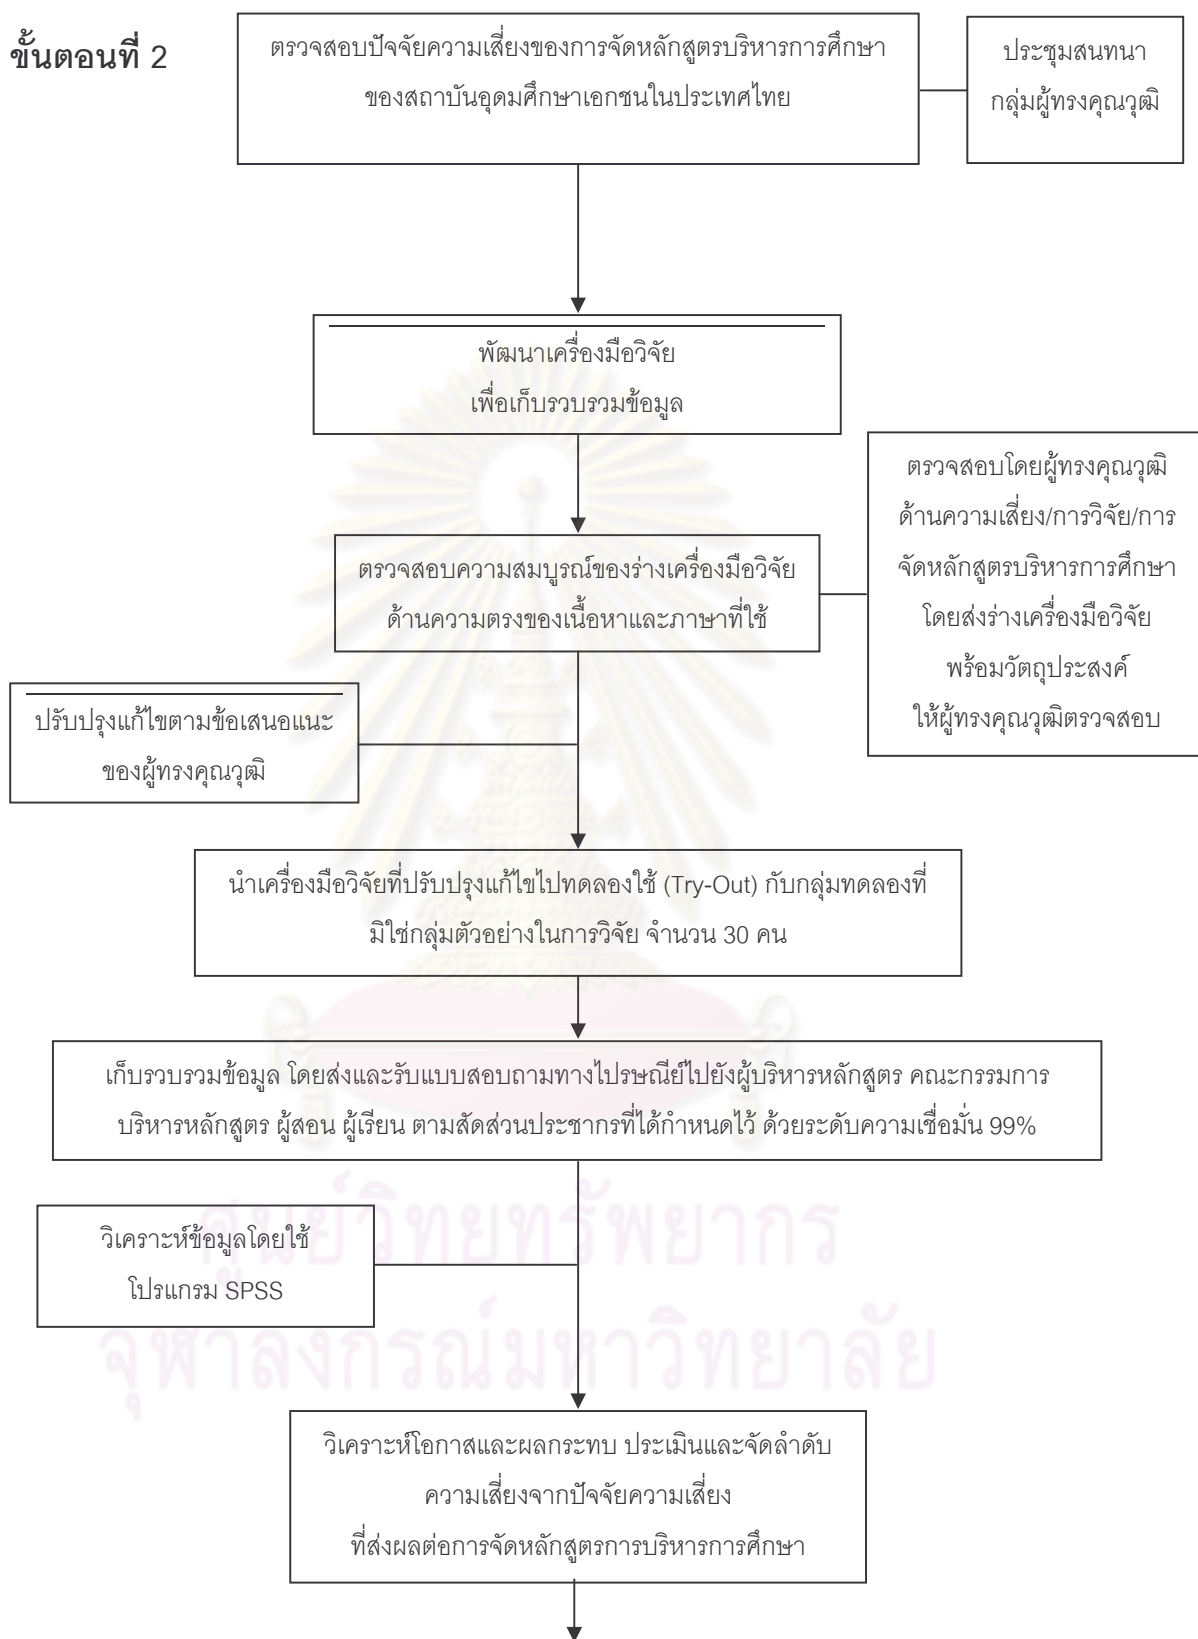 ขั้นตอนที่ 2
ตรวจสอบปัจจัยความเสี่ยงของการจัดหลักสูตรบริหารการศึกษา
ของสถาบันอุดมศึกษาเอกชนในประเทศไทย
ประชุมสนทนา
กลุ่มผู้ทรงคุณวุฒิ
พัฒนาเครื่องมือวิจัย
เพื่อเก็บรวบรวมข้อมูล
ตรวจสอบโดยผู้ทรงคุณวุฒิ
ด้านความเสี่ยง/การวิจัย/การ
จัดหลักสูตรบริหารการศึกษา
โดยส่งร่างเครื่องมือวิจัย
พร้อมวัตถุประสงค์
ให้ผู้ทรงคุณวุฒิตรวจสอบ
ตรวจสอบความสมบูรณ์ของร่างเครื่องมือวิจัย
ด้านความตรงของเนื้อหาและภาษาที่ใช้
ปรับปรุงแก้ไขตามข้อเสนอแนะ
ของผู้ทรงคุณวุฒิ
นำเครื่องมือวิจัยที่ปรับปรุงแก้ไขไปทดลองใช้ (Try-Out) กับกลุ่มทดลองที่
มิใช่กลุ่มตัวอย่างในการวิจัย จำนวน 30 คน
เก็บรวบรวมข้อมูล โดยส่งและรับแบบสอบถามทางไปรษณีย์ไปยังผู้บริหารหลักสูตร คณะกรรมการ
บริหารหลักสูตร ผู้สอน ผู้เรียน ตามสัดส่วนประชากรที่ได้กำหนดไว้ ด้วยระดับความเชื่อมั่น 99%
ศูนย์วิทยทรัพยากร
วิเคราะห์ข้อมูลโดยใช้
โปรแกรม SPSS
จุฬาลงกรณ์มหาวิทยาลัย
วิเคราะห์โอกาสและผลกระทบ ประเมินและจัดลำดับ
ความเสี่ยงจากปัจจัยความเสี่ยง
ที่ส่งผลต่อการจัดหลักสูตรการบริหารการศึกษา